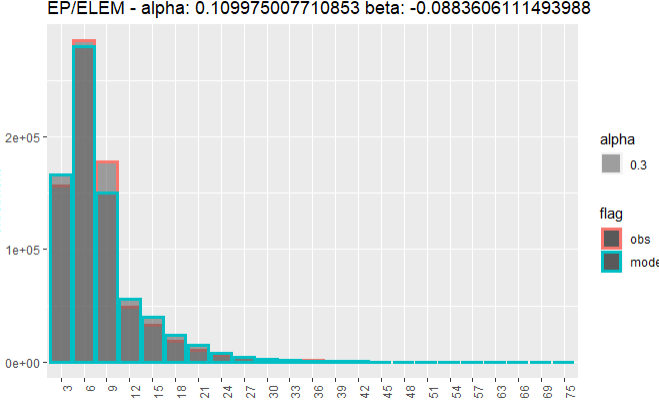 EP/ELEM - alpha: 0.109975007710853 beta: -0.0883606111493988
2e+05
1e+05
0e+00
3 6 9 12 15 18 21 24 27 30 33 36 39 42 45 48 51 54 57 63 66 69 75
alpha
0.3
flag
obs
mode